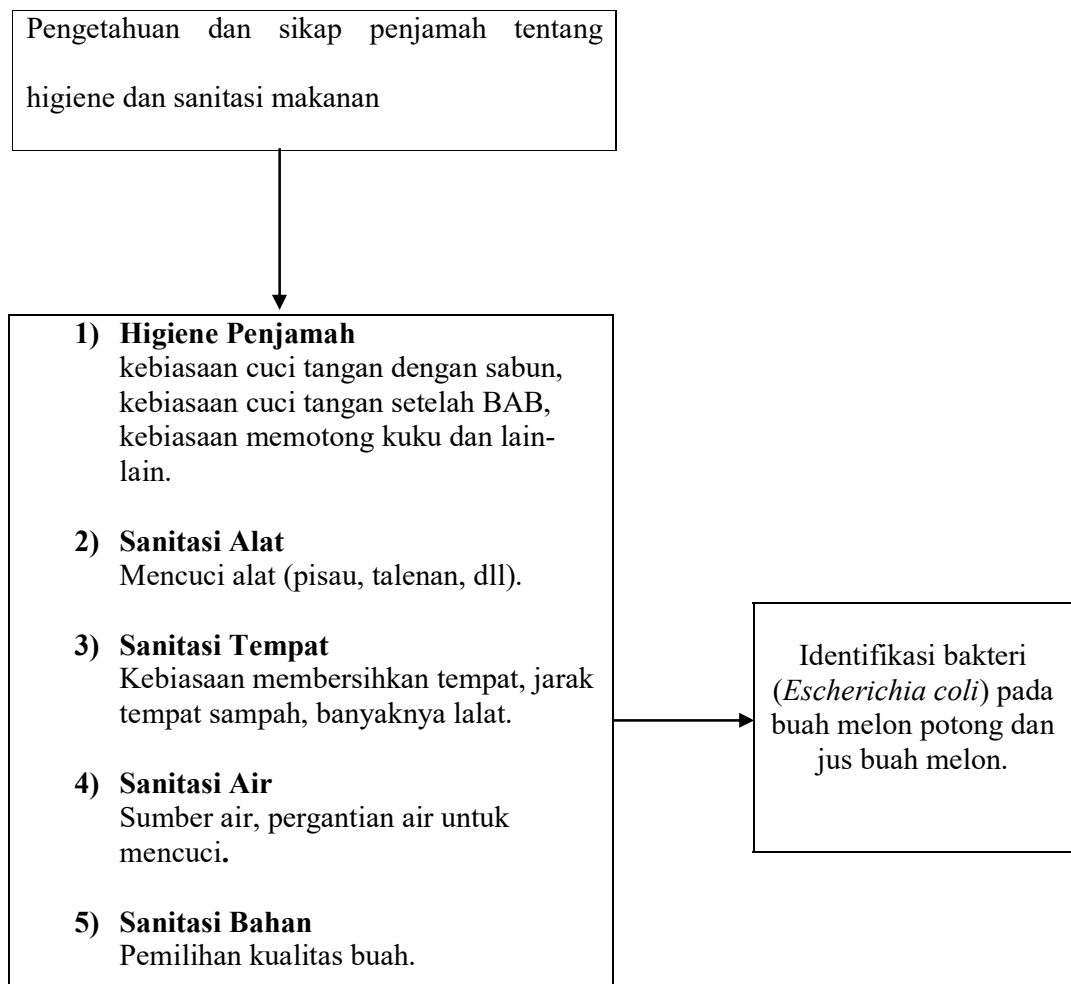 Pengetahuan dan sikap penjamah tentang
higiene dan sanitasi makanan
1) Higiene Penjamah
kebiasaan cuci tangan dengan sabun,
kebiasaan cuci tangan setelah BAB,
kebiasaan memotong kuku dan lain-
lain.
2) Sanitasi Alat
Mencuci alat (pisau, talenan, dll).
3) Sanitasi Tempat
Kebiasaan membersihkan tempat, jarak
tempat sampah, banyaknya lalat.
4) Sanitasi Air
Sumber air, pergantian air untuk
mencuci.
5) Sanitasi Bahan
Pemilihan kualitas buah.
Identifikasi bakteri
(Escherichia coli) pada
buah melon potong dan
jus buah melon.